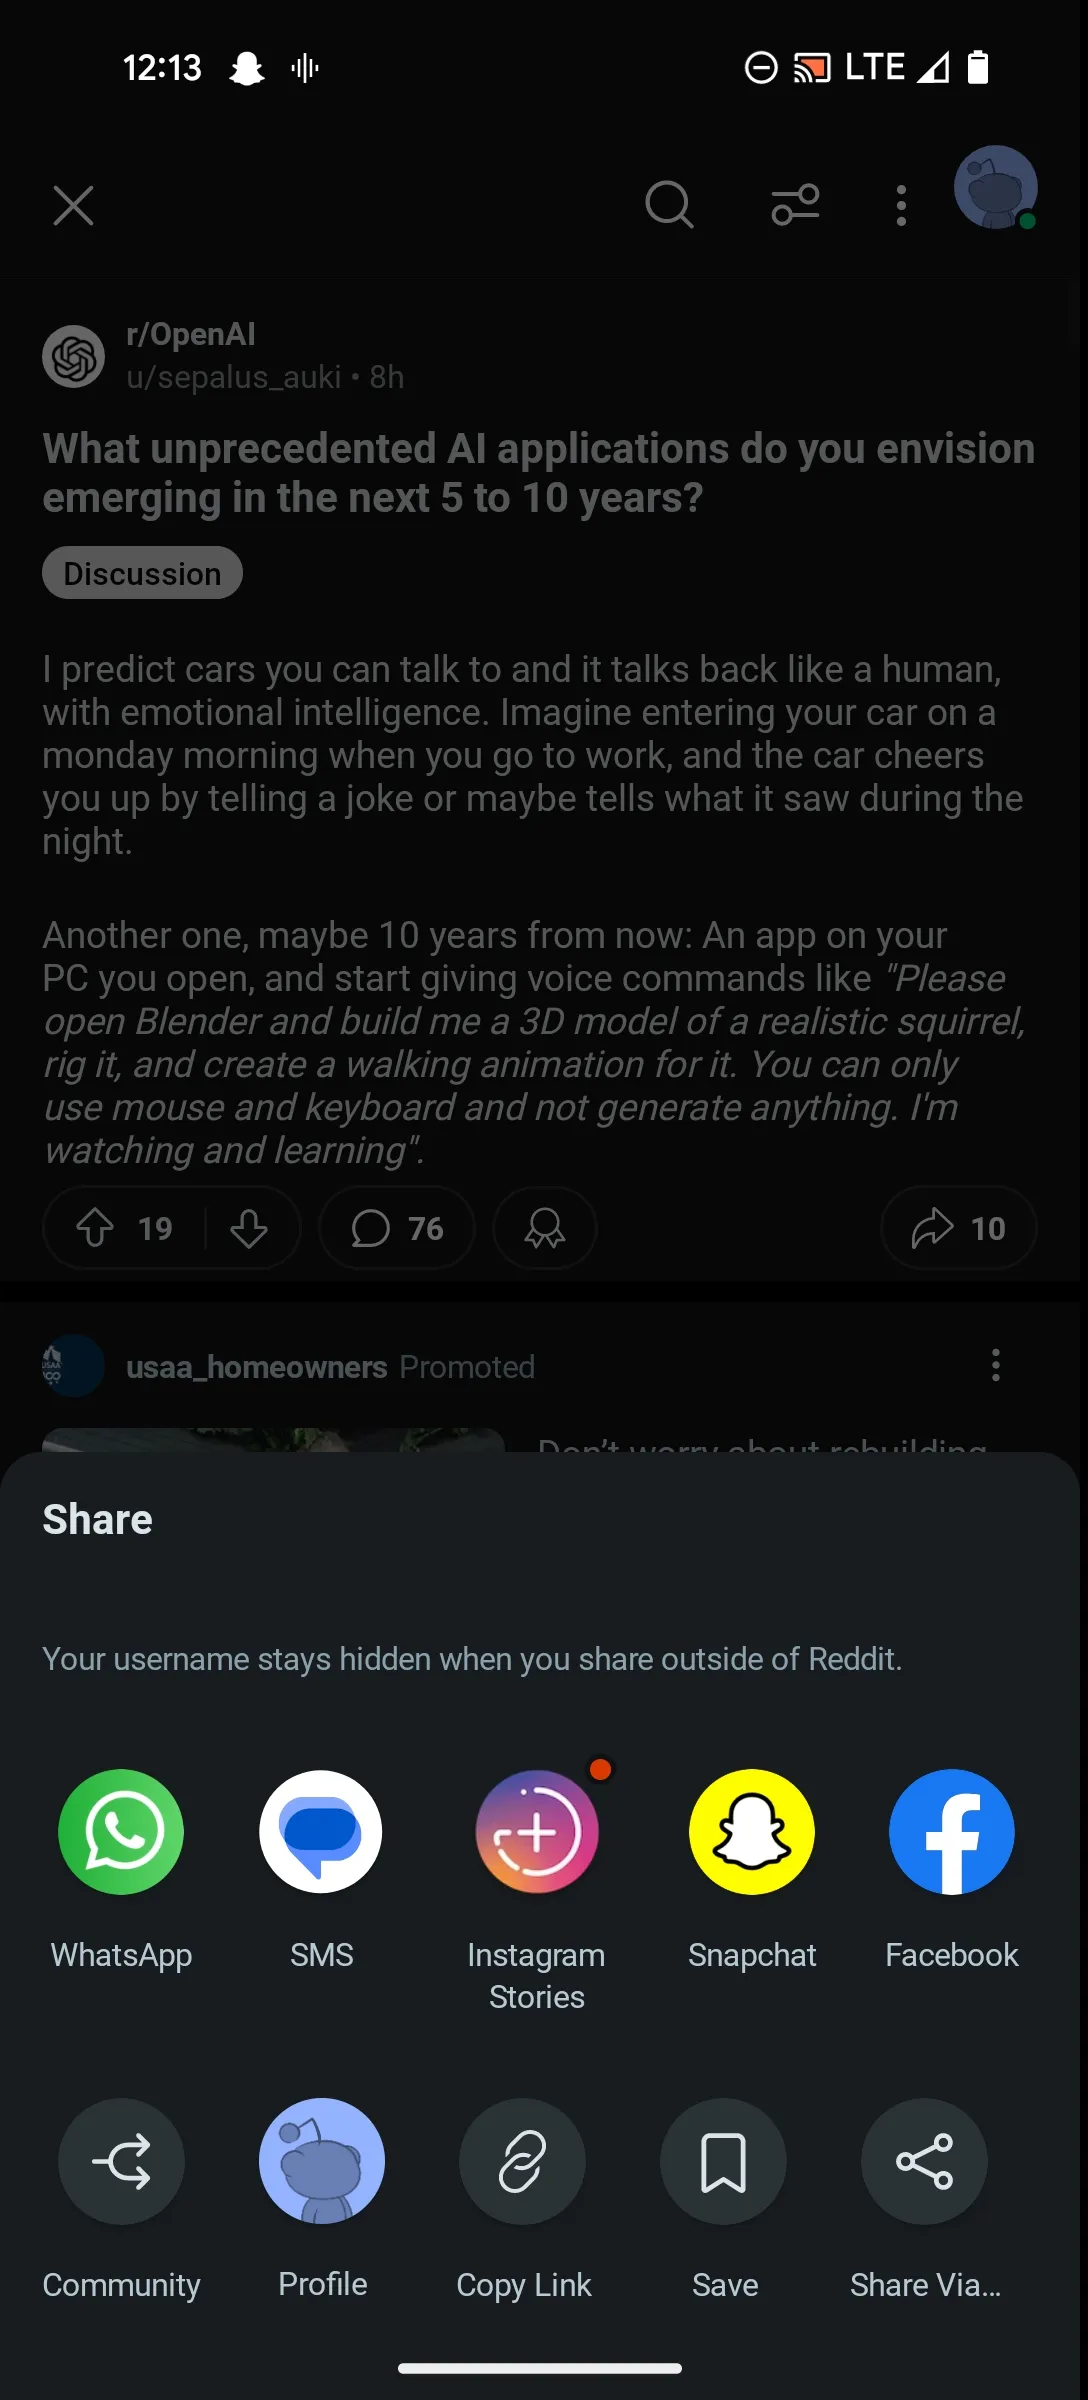 12:13
LTE
r/OpenAI
u/sepalus_auki • 8h
What unprecedented AI applications do you envision
emerging in the next 5 to 10 years?
Discussion
I predict cars you can talk to and it talks back like a human,
with emotional intelligence. Imagine entering your car on a
monday morning when you go to work, and the car cheers
you up by telling a joke or maybe tells what it saw during the
night.
Another one, maybe 10 years from now: An app on your
PC you open, and start giving voice commands like "Please
open Blender and build me a 3D model of a realistic squirrel,
rig it, and create a walking animation for it. You can only
use mouse and keyboard and not generate anything. I'm
watching and learning".
19
76
10
USAA
usaa_homeowners Promoted
Don't worry about rebuilding
Share
Your username stays hidden when you share outside of Reddit.
WhatsApp
SMS
Instagram
Stories
Snapchat
Facebook
Community
Profile
Copy Link
Save
Share Via...